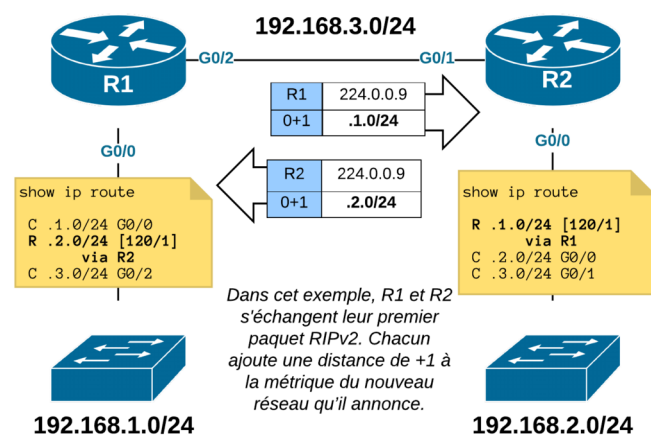 192.168.3.0/24
R1
G0/2
G0/1
R2
R1 224.0.0.9
0+1 .1.0/24
G0/0
G0/0
R2 224.0.0.9
0+1 .2.0/24
show ip route
C .1.0/24 G0/0
R .2.0/24 [120/1]
via R2
C .3.0/24 G0/2
show ip route
R .1.0/24 [120/1]
via R1
C .2.0/24 G0/0
C .3.0/24 G0/1
Dans cet exemple, R1 et R2
s'échangent leur premier
paquet RIPv2. Chacun
ajoute une distance de +1 à
la métrique du nouveau
réseau qu'il annonce.
192.168.1.0/24
192.168.2.0/24